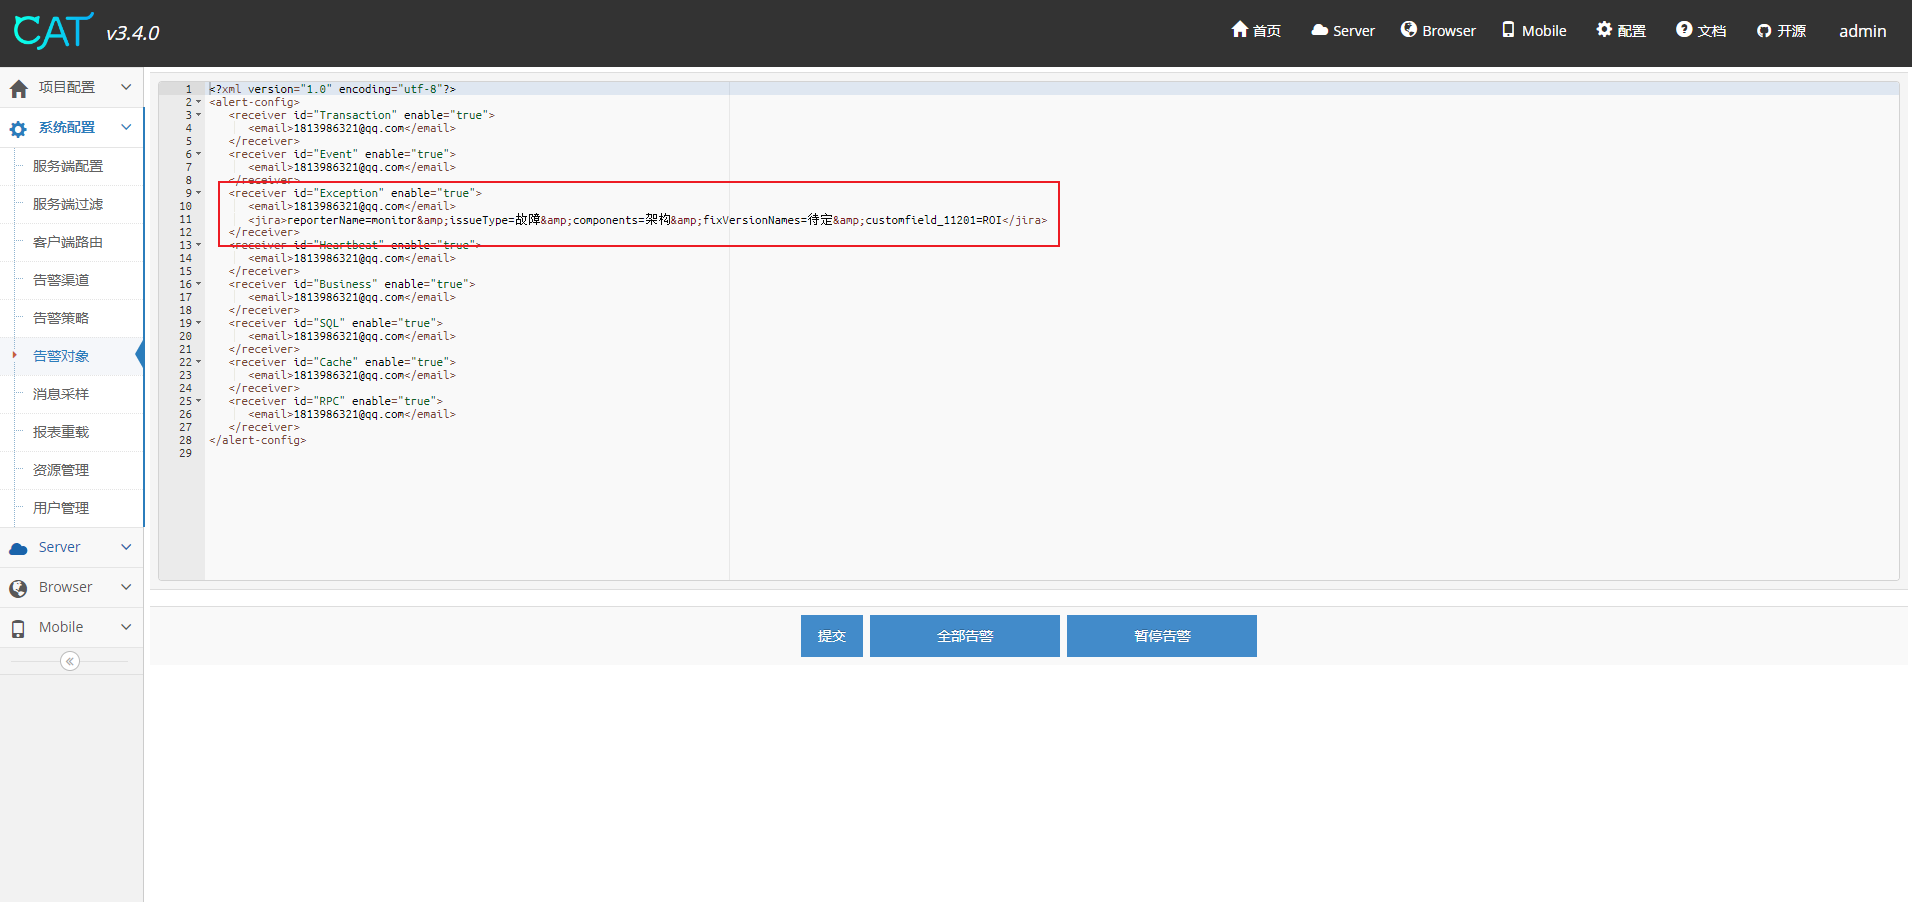 CAT v3.4.0
首页 Server Browser Mobile 配置 文档 开源 admin
项目配置
系统配置
服务端配置
服务端过滤
客户端路由
告警渠道
告警策略
告警对象
消息采样
报表重载
资源管理
用户管理
Server
Browser
Mobile
1 <?xml version="1.0" encoding="utf-8"?>
2 <alert-config>
3 <receiver id="Transaction" enable="true">
4 <email>1813986321@qq.com</email>
5 </receiver>
6 <receiver id="Event" enable="true">
7 <email>1813986321@qq.com</email>
8 </receiver>
9 <receiver id="Exception" enable="true">
10 <email>1813986321@qq.com</email>
11 <jira>reporterName=monitor&amp;issueType=故障&amp;components=架构&amp;fixVersionNames=待定&amp;customfield_11201=ROI</jira>
12 </receiver>
13 <receiver id="Heartbeat" enable="true">
14 <email>1813986321@qq.com</email>
15 </receiver>
16 <receiver id="Business" enable="true">
17 <email>1813986321@qq.com</email>
18 </receiver>
19 <receiver id="SQL" enable="true">
20 <email>1813986321@qq.com</email>
21 </receiver>
22 <receiver id="Cache" enable="true">
23 <email>1813986321@qq.com</email>
24 </receiver>
25 <receiver id="RPC" enable="true">
26 <email>1813986321@qq.com</email>
27 </receiver>
28 </alert-config>
29
提交 全部告警 暂停告警